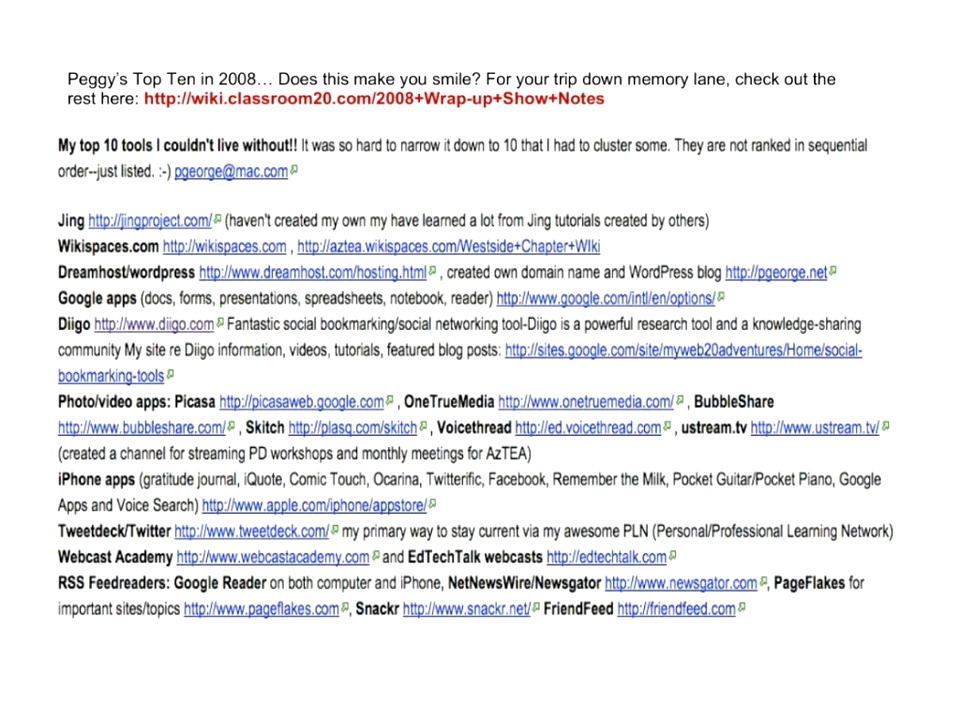 Peggy's Top Ten in 2008… Does this make you smile? For your trip down memory lane, check out the
rest here: http://wiki.classroom20.com/2008+Wrap-up+Show+Notes
My top 10 tools I couldn't live without!! It was so hard to narrow it down to 10 that I had to cluster some. They are not ranked in sequential
order--just listed. :-) pgeorge@mac.com
Jing http://jingproject.com/ (haven't created my own my have learned a lot from Jing tutorials created by others)
Wikispaces.com http://wikispaces.com , http://aztea.wikispaces.com/Westside+Chapter+WIki
Dreamhost/wordpress http://www.dreamhost.com/hosting.html , created own domain name and WordPress blog http://pgeorge.net
Google apps (docs, forms, presentations, spreadsheets, notebook, reader) http://www.google.com/intl/en/options/
Diigo http://www.diigo.com Fantastic social bookmarking/social networking tool-Diigo is a powerful research tool and a knowledge-sharing
community My site re Diigo information, videos, tutorials, featured blog posts: http://sites.google.com/site/myweb20adventures/Home/social-
bookmarking-tools
Photo/video apps: Picasa http://picasaweb.google.com , OneTrueMedia http://www.onetruemedia.com/ , BubbleShare
http://www.bubbleshare.com/ , Skitch http://plasq.com/skitch , Voicethread http://ed.voicethread.com , ustream.tv http://www.ustream.tv/
(created a channel for streaming PD workshops and monthly meetings for AzTEA)
iPhone apps (gratitude journal, iQuote, Comic Touch, Ocarina, Twitterific, Facebook, Remember the Milk, Pocket Guitar/Pocket Piano, Google
Apps and Voice Search) http://www.apple.com/iphone/appstore/
Tweetdeck/Twitter http://www.tweetdeck.com/ my primary way to stay current via my awesome PLN (Personal/Professional Learning Network)
Webcast Academy http://www.webcastacademy.com and EdTechTalk webcasts http://edtechtalk.com
RSS Feedreaders: Google Reader on both computer and iPhone, NetNewsWire/Newsgator http://www.newsgator.com , PageFlakes for
important sites/topics http://www.pageflakes.com , Snackr http://www.snackr.net/ FriendFeed http://friendfeed.com